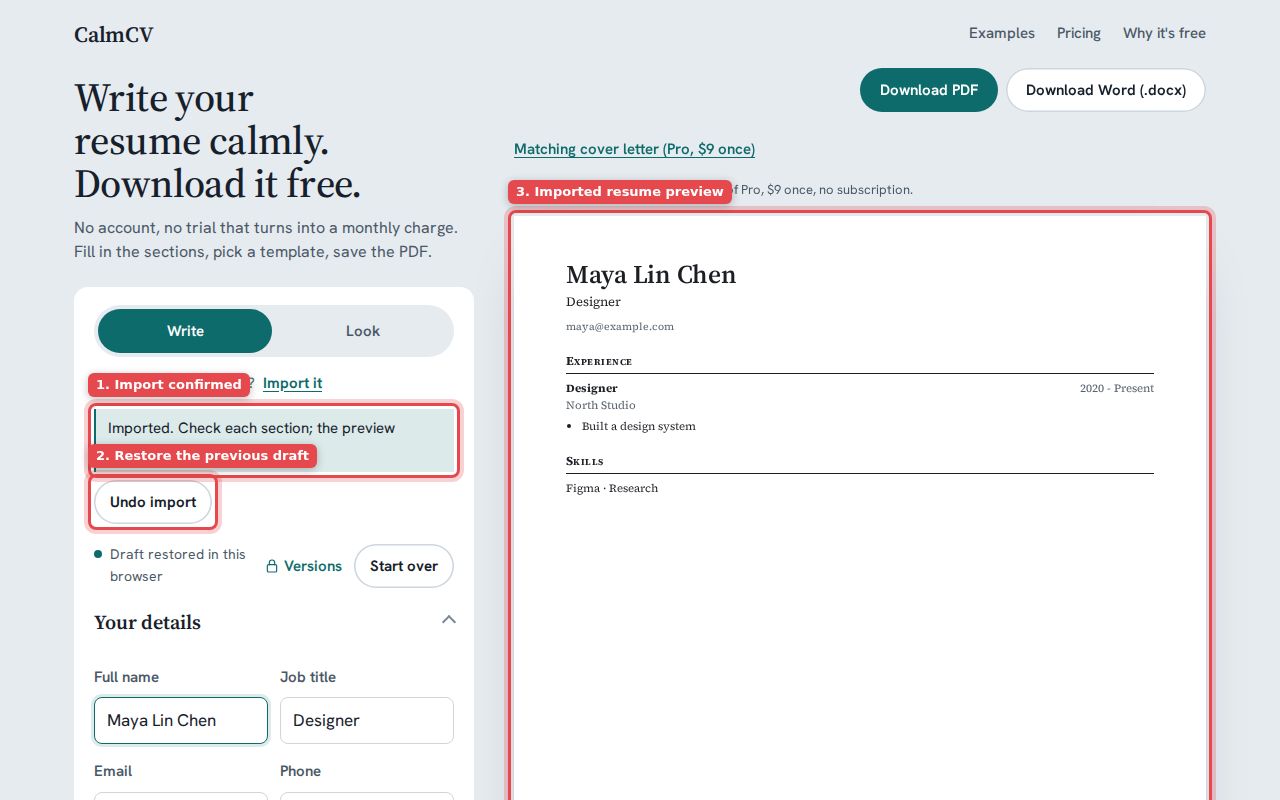 CalmCV
Examples
Pricing
Why it's free
Write your
resume calmly.
Download it free.
No account, no trial that turns into a monthly charge.
Fill in the sections, pick a template, save the PDF.
Write
Look
1. Import confirmed
? Import it
Imported. Check each section; the preview
2. Restore the previous draft
Undo import
Draft restored in this
browser
Versions
Start over
Your details
Full name
Job title
Maya Lin Chen
Designer
Email
Phone
Download PDF
Download Word (.docx)
Matching cover letter (Pro, $9 once)
3. Imported resume preview
of Pro, $9 once, no subscription.
Maya Lin Chen
Designer
maya@example.com
Experience
Designer
2020 - Present
North Studio
• Built a design system
Skills
Figma · Research